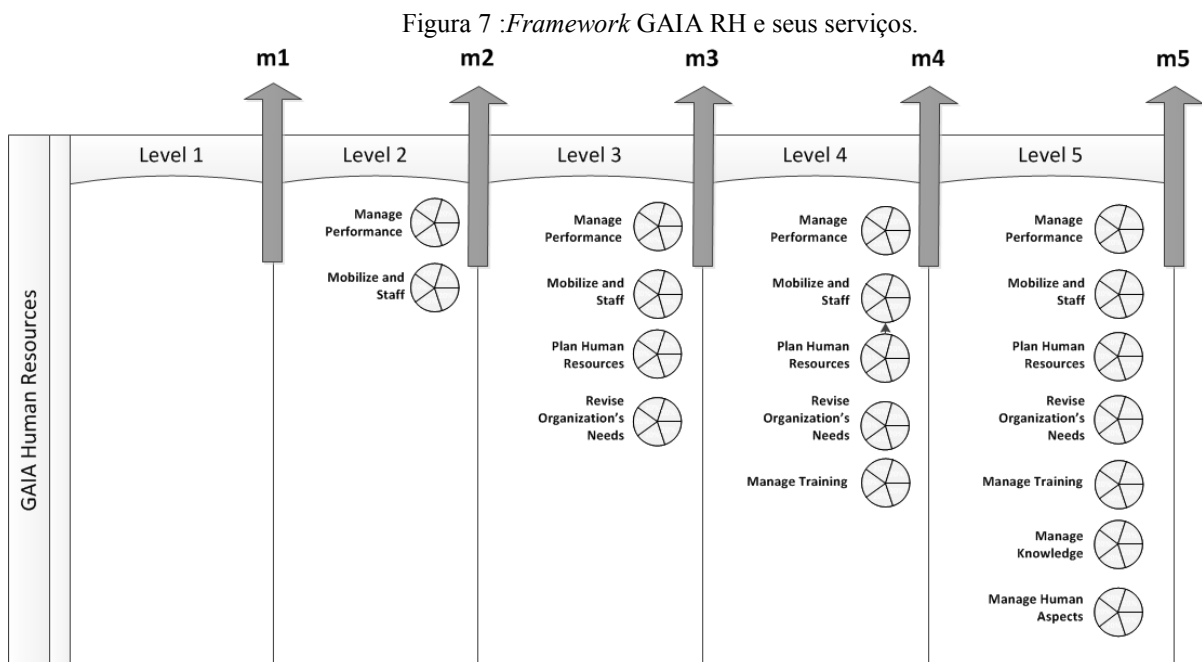 Figura 7 :Framework GAIA RH e seus serviços.
m1
m2
m3
m4
m5
GAIA Human Resources
Level 1
Level 2
Manage
Performance
Mobilize and
Staff
Level 3
Manage
Performance
Mobilize and
Staff
Plan Human
Resources
Revise
Organization's
Needs
Level 4
Manage
Performance
Mobilize and
Staff
Plan Human
Resources
Revise
Organization's
Needs
Manage Training
Level 5
Manage
Performance
Mobilize and
Staff
Plan Human
Resources
Revise
Organization's
Needs
Manage Training
Manage
Knowledge
Manage Human
Aspects